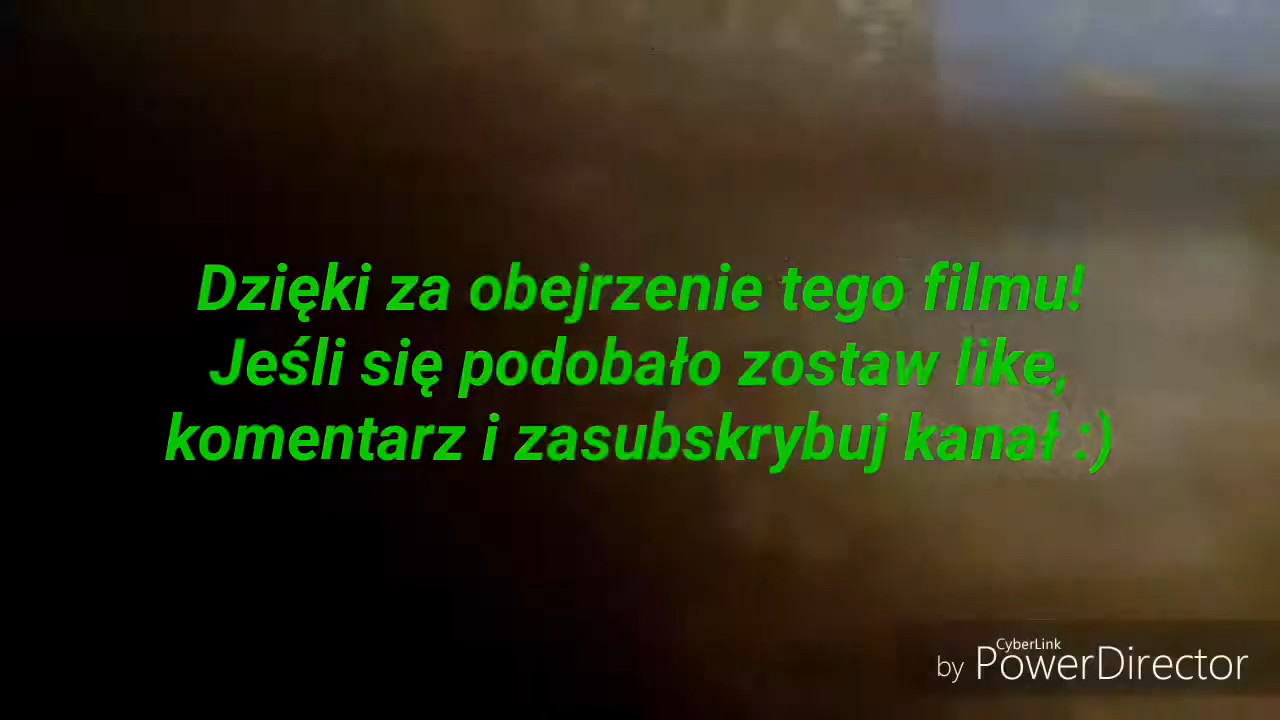 Dzięki za obejrzenie tego filmu!
Jeśli się podobało zostaw like,
komentarz i zasubskrybuj kanał :)
CyberLink
by PowerDirector